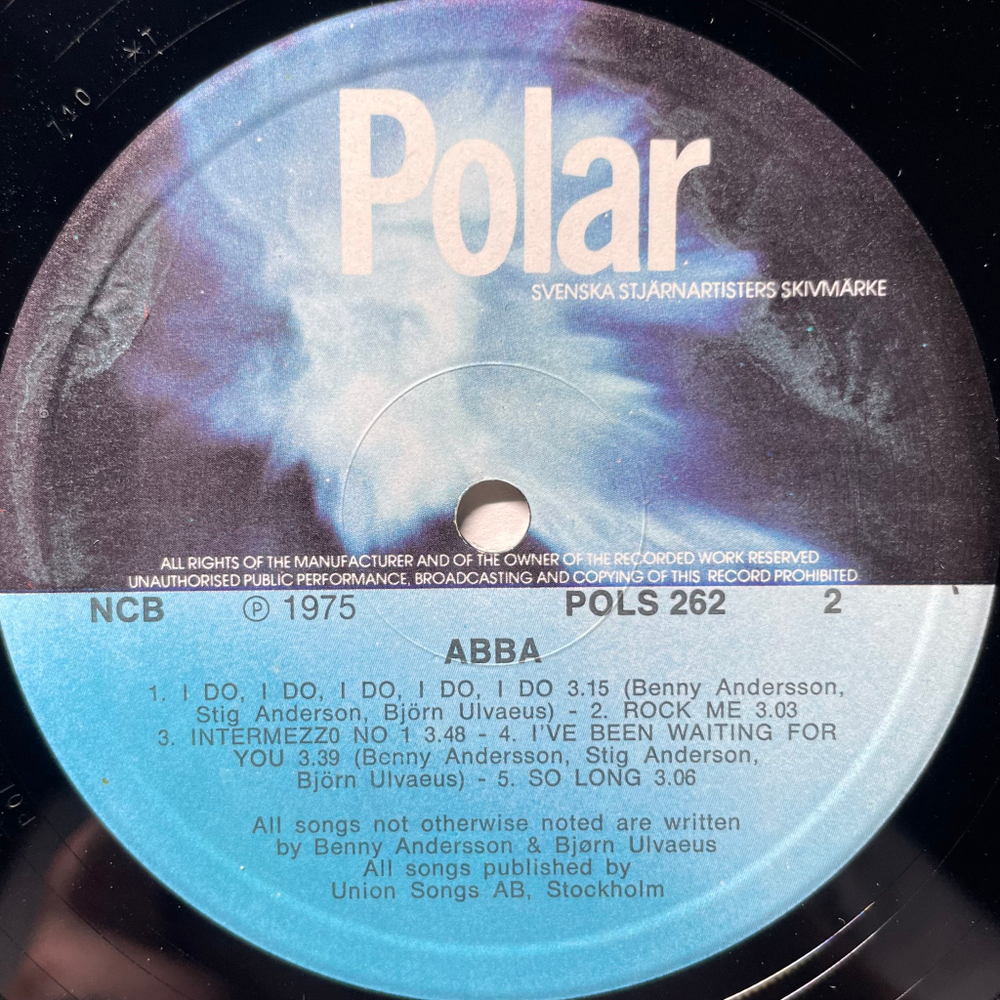 710 *T
Polar
SVENSKA STJÄRNARTISTERS SKIVMÄRKE
ALL RIGHTS OF THE MANUFACTURER AND OF THE OWNER OF THE RECORDED WORK RESERVED
UNAUTHORISED PUBLIC PERFORMANCE, BROADCASTING AND COPYING OF THIS RECORD PROHIBITED
NCB ℗ 1975 POLS 262 2
ABBA
1. I DO, I DO, I DO, I DO, I DO 3.15 (Benny Andersson,
Stig Anderson, Björn Ulvaeus) - 2. ROCK ME 3.03
3. INTERMEZZ0 NO 1 3.48 - 4. I'VE BEEN WAITING FOR
YOU 3.39 (Benny Andersson, Stig Anderson,
Björn Ulvaeus) - 5. SO LONG 3.06
All songs not otherwise noted are written
by Benny Andersson & Bjørn Ulvaeus
All songs published by
Union Songs AB, Stockholm